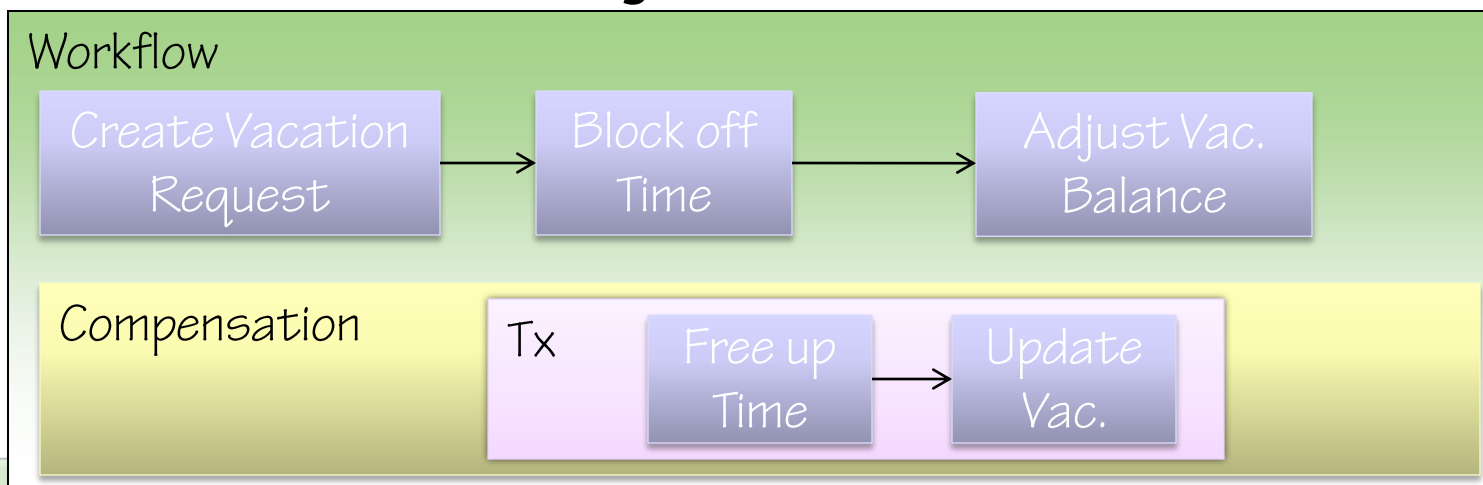 Workflow
Create Vacation
Request
Block off
Time
Adjust Vac.
Balance
Compensation
Tx
Free up
Time
Update
Vac.